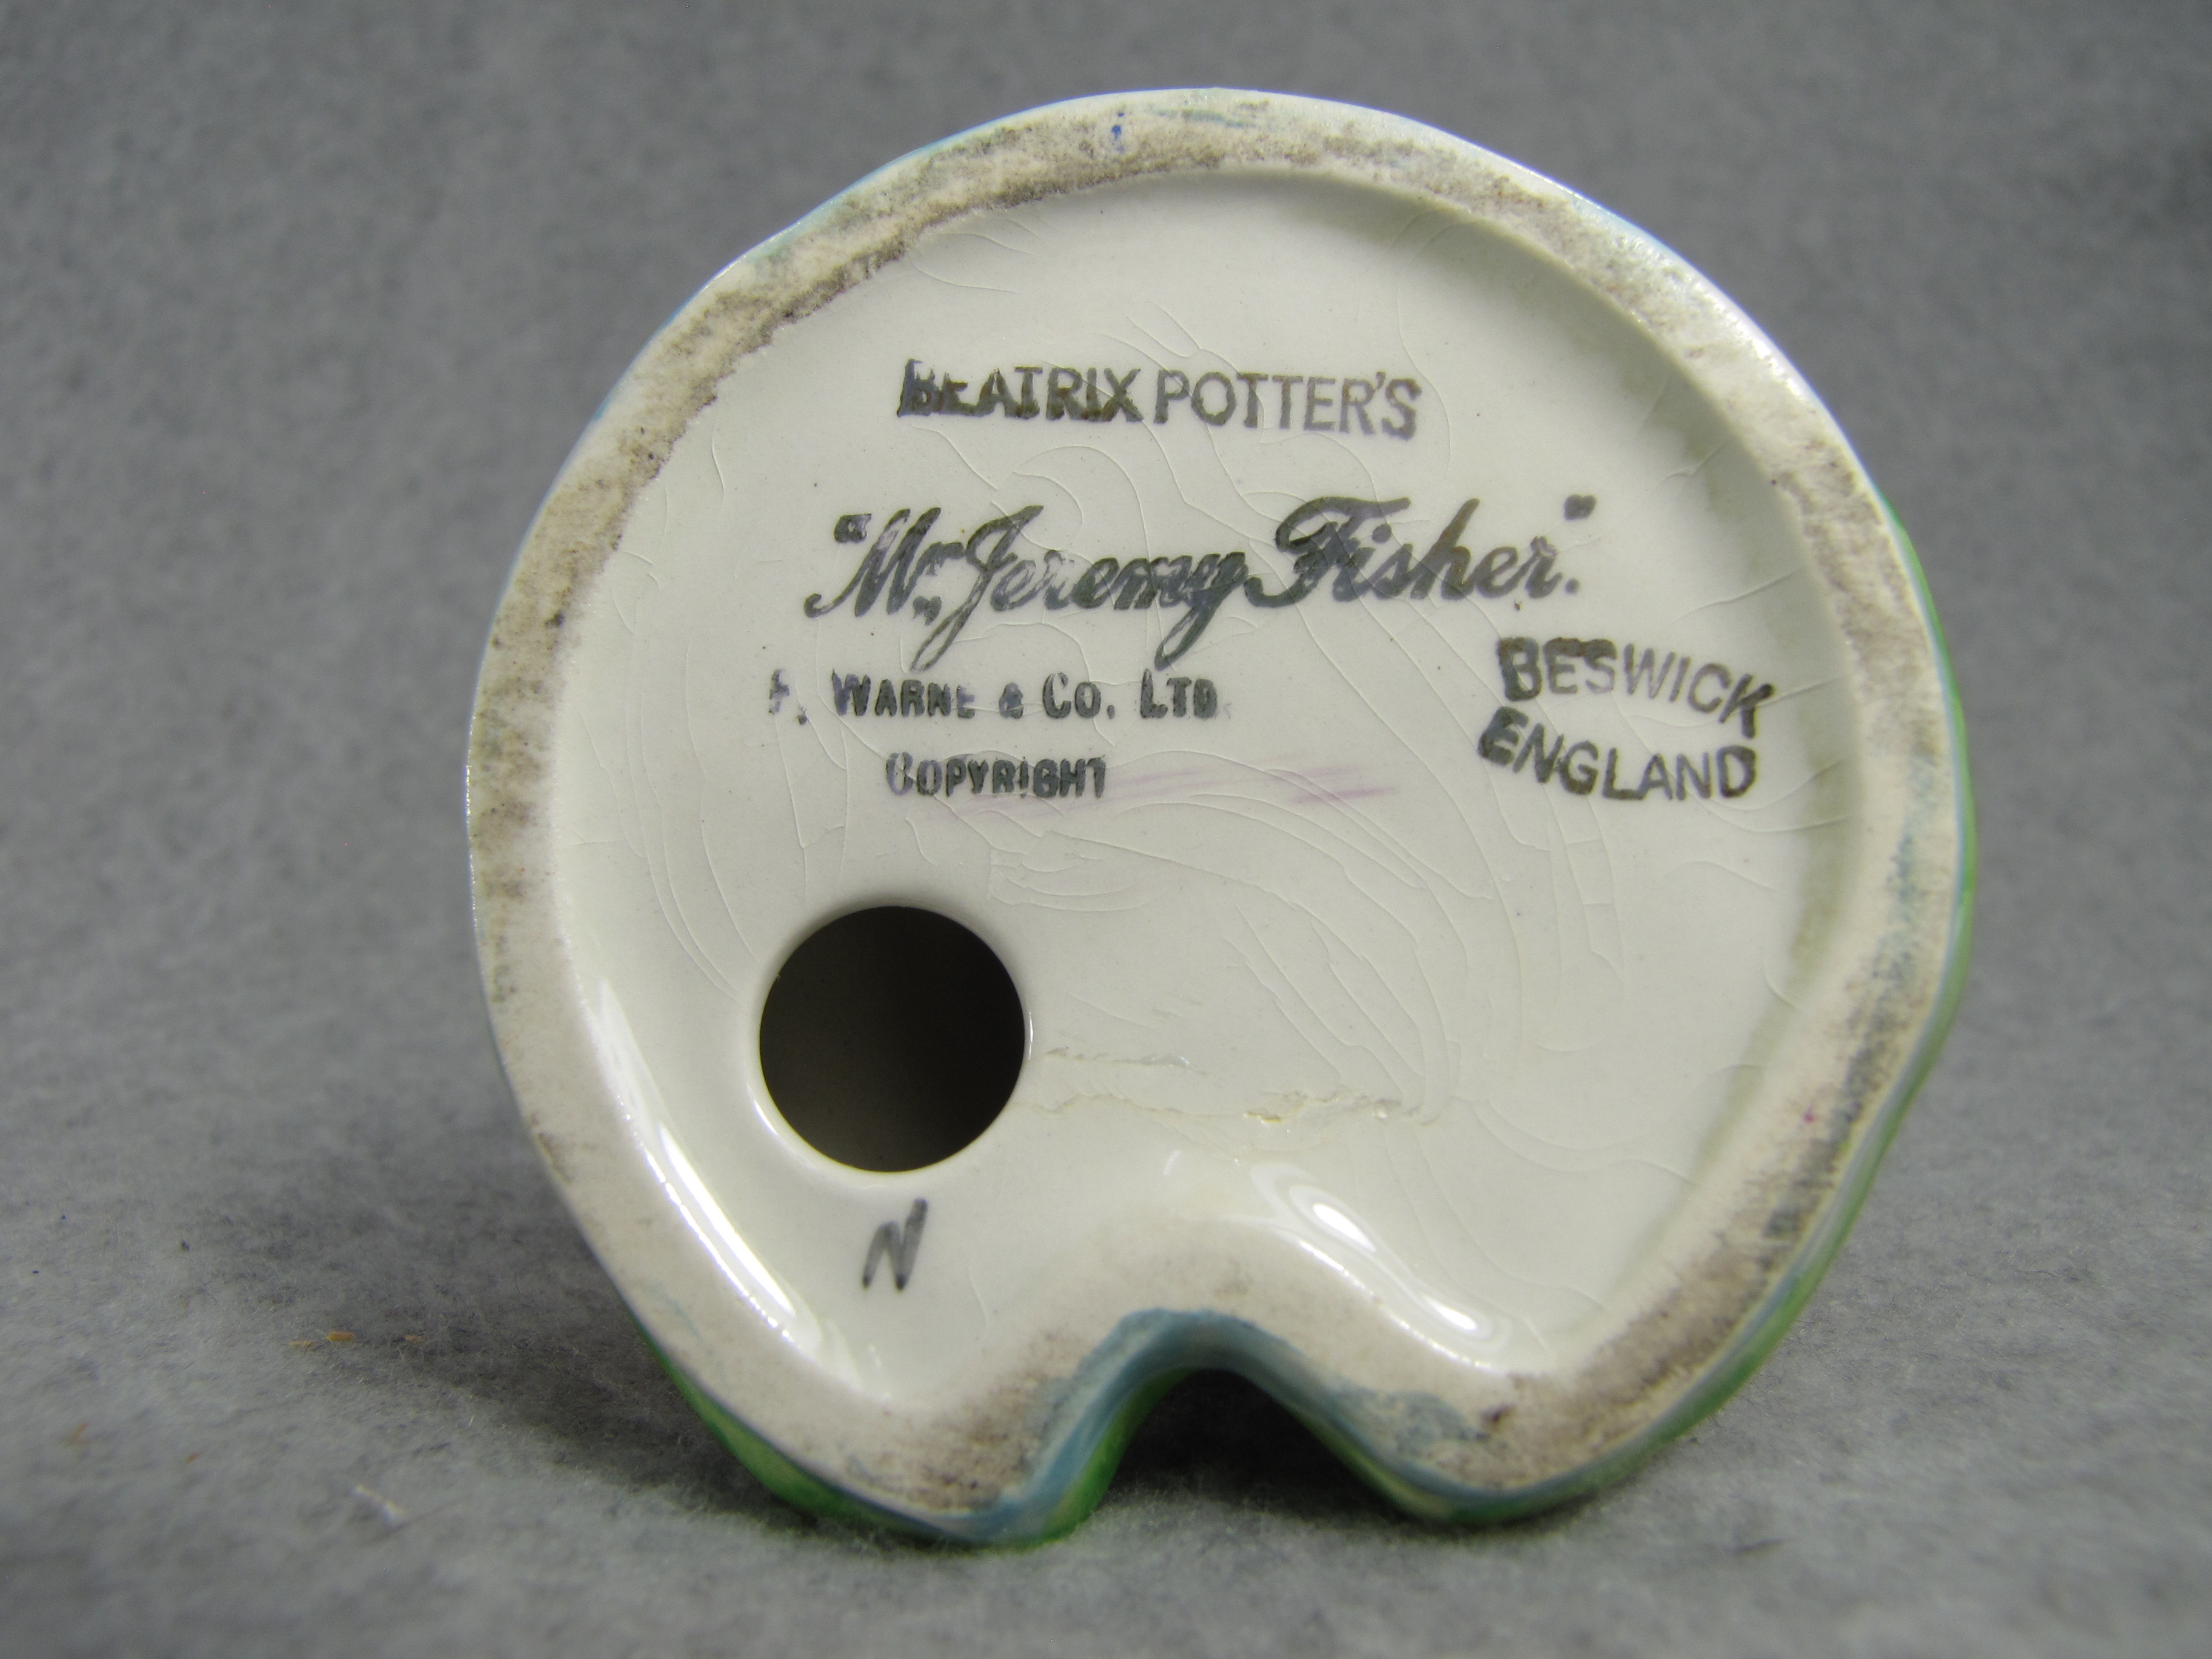 BEATRIX POTTER'S
"Mr. Jeremy Fisher".
F. WARNE & CO. LTD
COPYRIGHT
BESWICK
ENGLAND
N